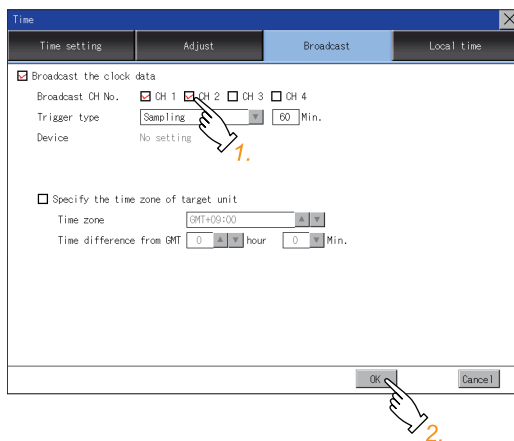 Time
Time setting Adjust Broadcast Local time
Broadcast the clock data
Broadcast CH No. CH 1 CH 2 CH 3 CH 4
Trigger type Sampling 60 Min.
Device No setting
1.
Specify the time zone of target unit
Time zone GMT+09:00
Time difference from GMT 0 hour 0 Min.
OK Cancel
2.